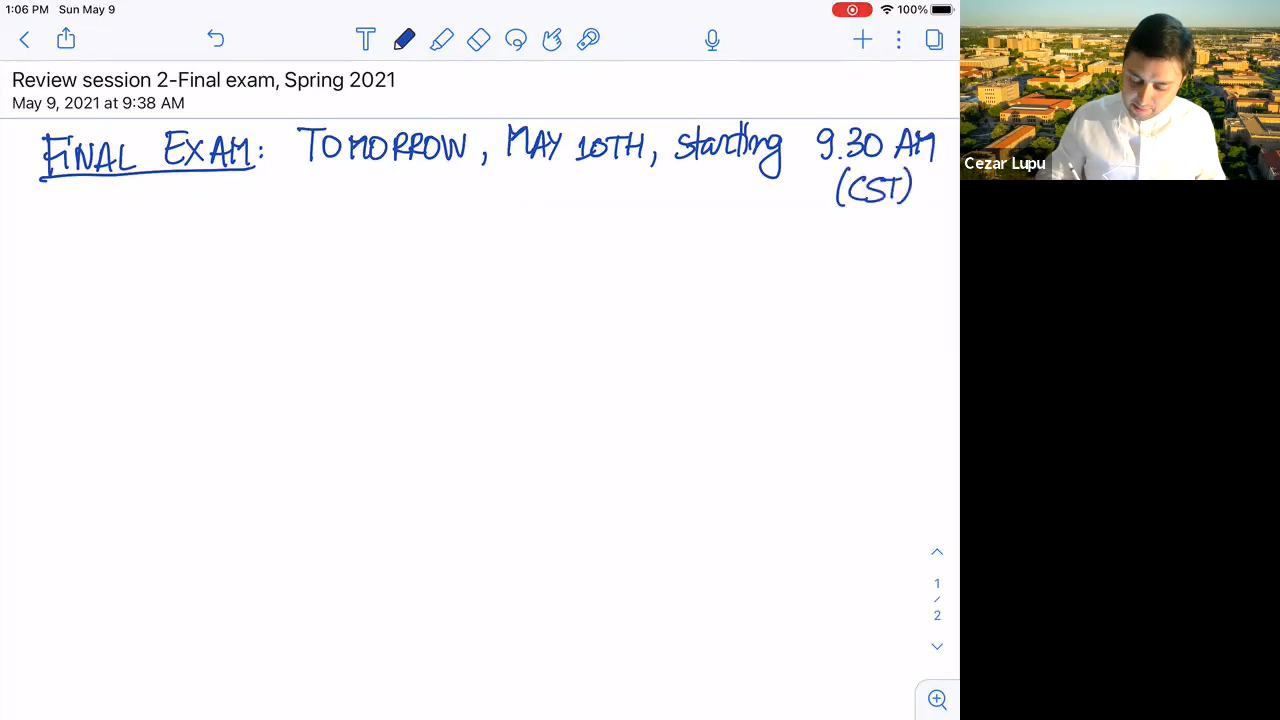 1:06 PM Sun May 9
100%
Review session 2-Final exam, Spring 2021
May 9, 2021 at 9:38 AM
FINAL EXAM: TOMORROW, MAY 10TH, starting 9.30 AM
(CST)
Cezar Lupu
1
/
2